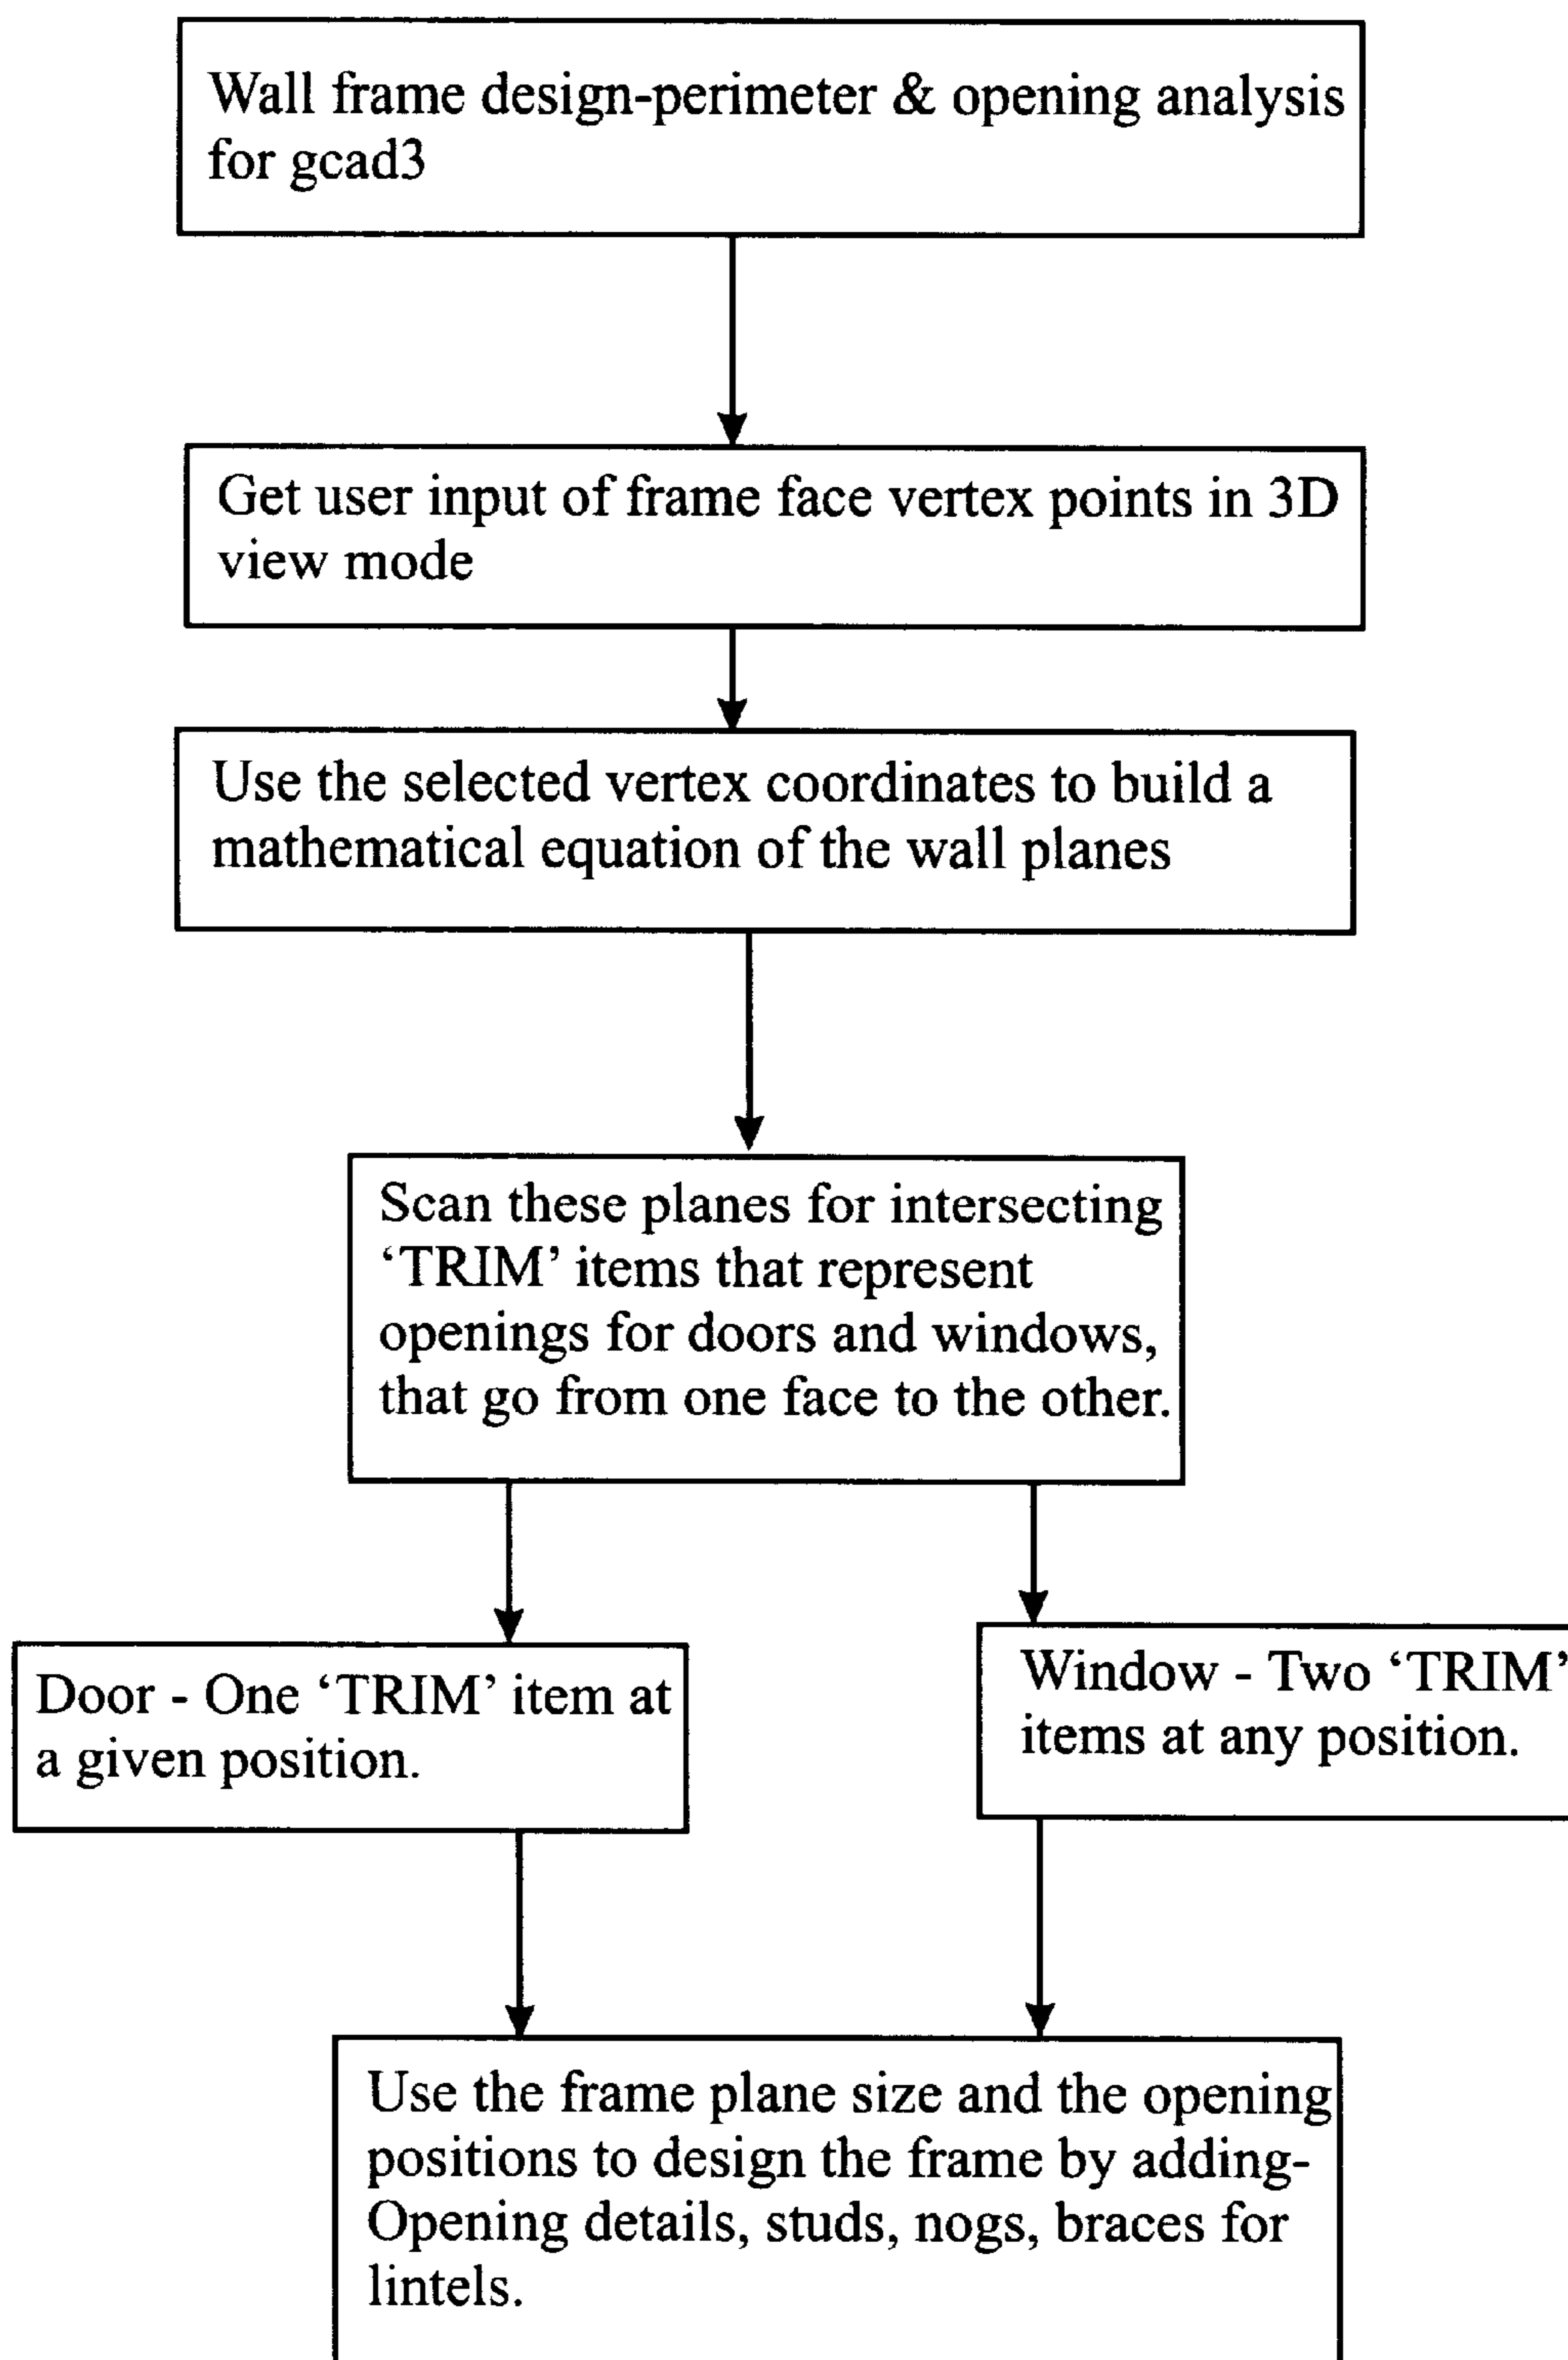 Wall frame design-perimeter & opening analysis
for gcad3
Get user input of frame face vertex points in 3D
view mode
Use the selected vertex coordinates to build a
mathematical equation of the wall planes
Scan these planes for intersecting
‘TRIM’ items that represent
openings for doors and windows,
that go from one face to the other.
Door - One ‘TRIM’ item at
a given position.
Window - Two ‘TRIM’
items at any position.
Use the frame plane size and the opening
positions to design the frame by adding-
Opening details, studs, nogs, braces for
lintels.